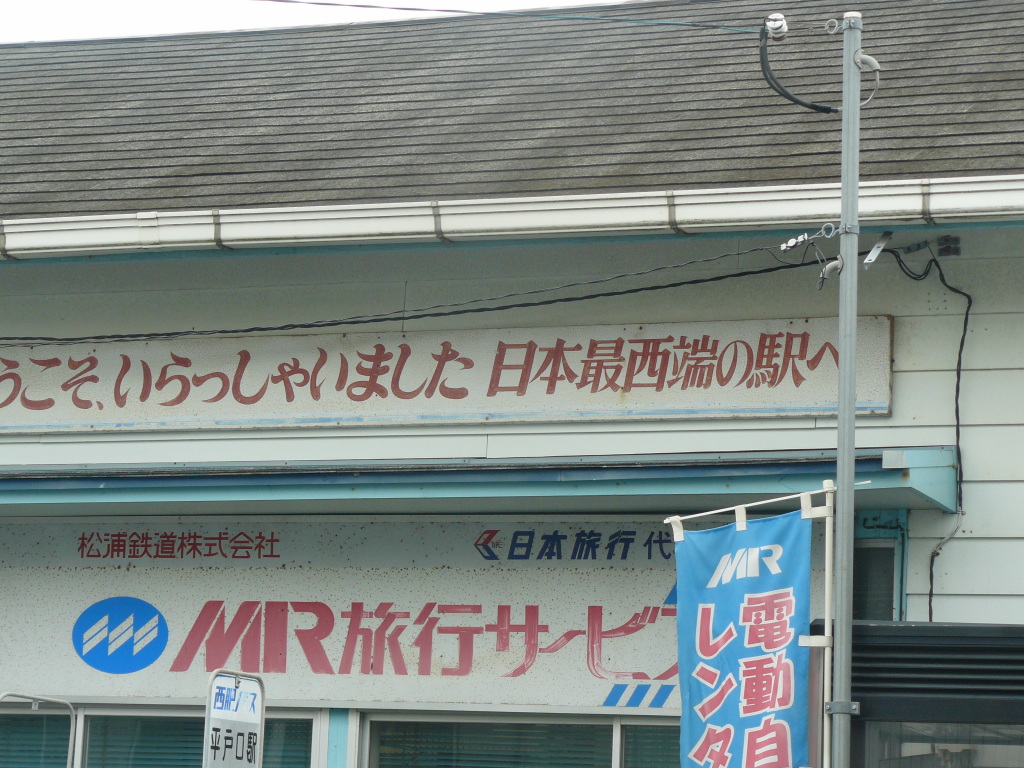 うこそ、いらっしゃいました 日本最西端の駅へ
松浦鉄道株式会社
日本旅行 代
MR旅行サービス
MR
電動自
レンタ
西肥バス
平戸口駅